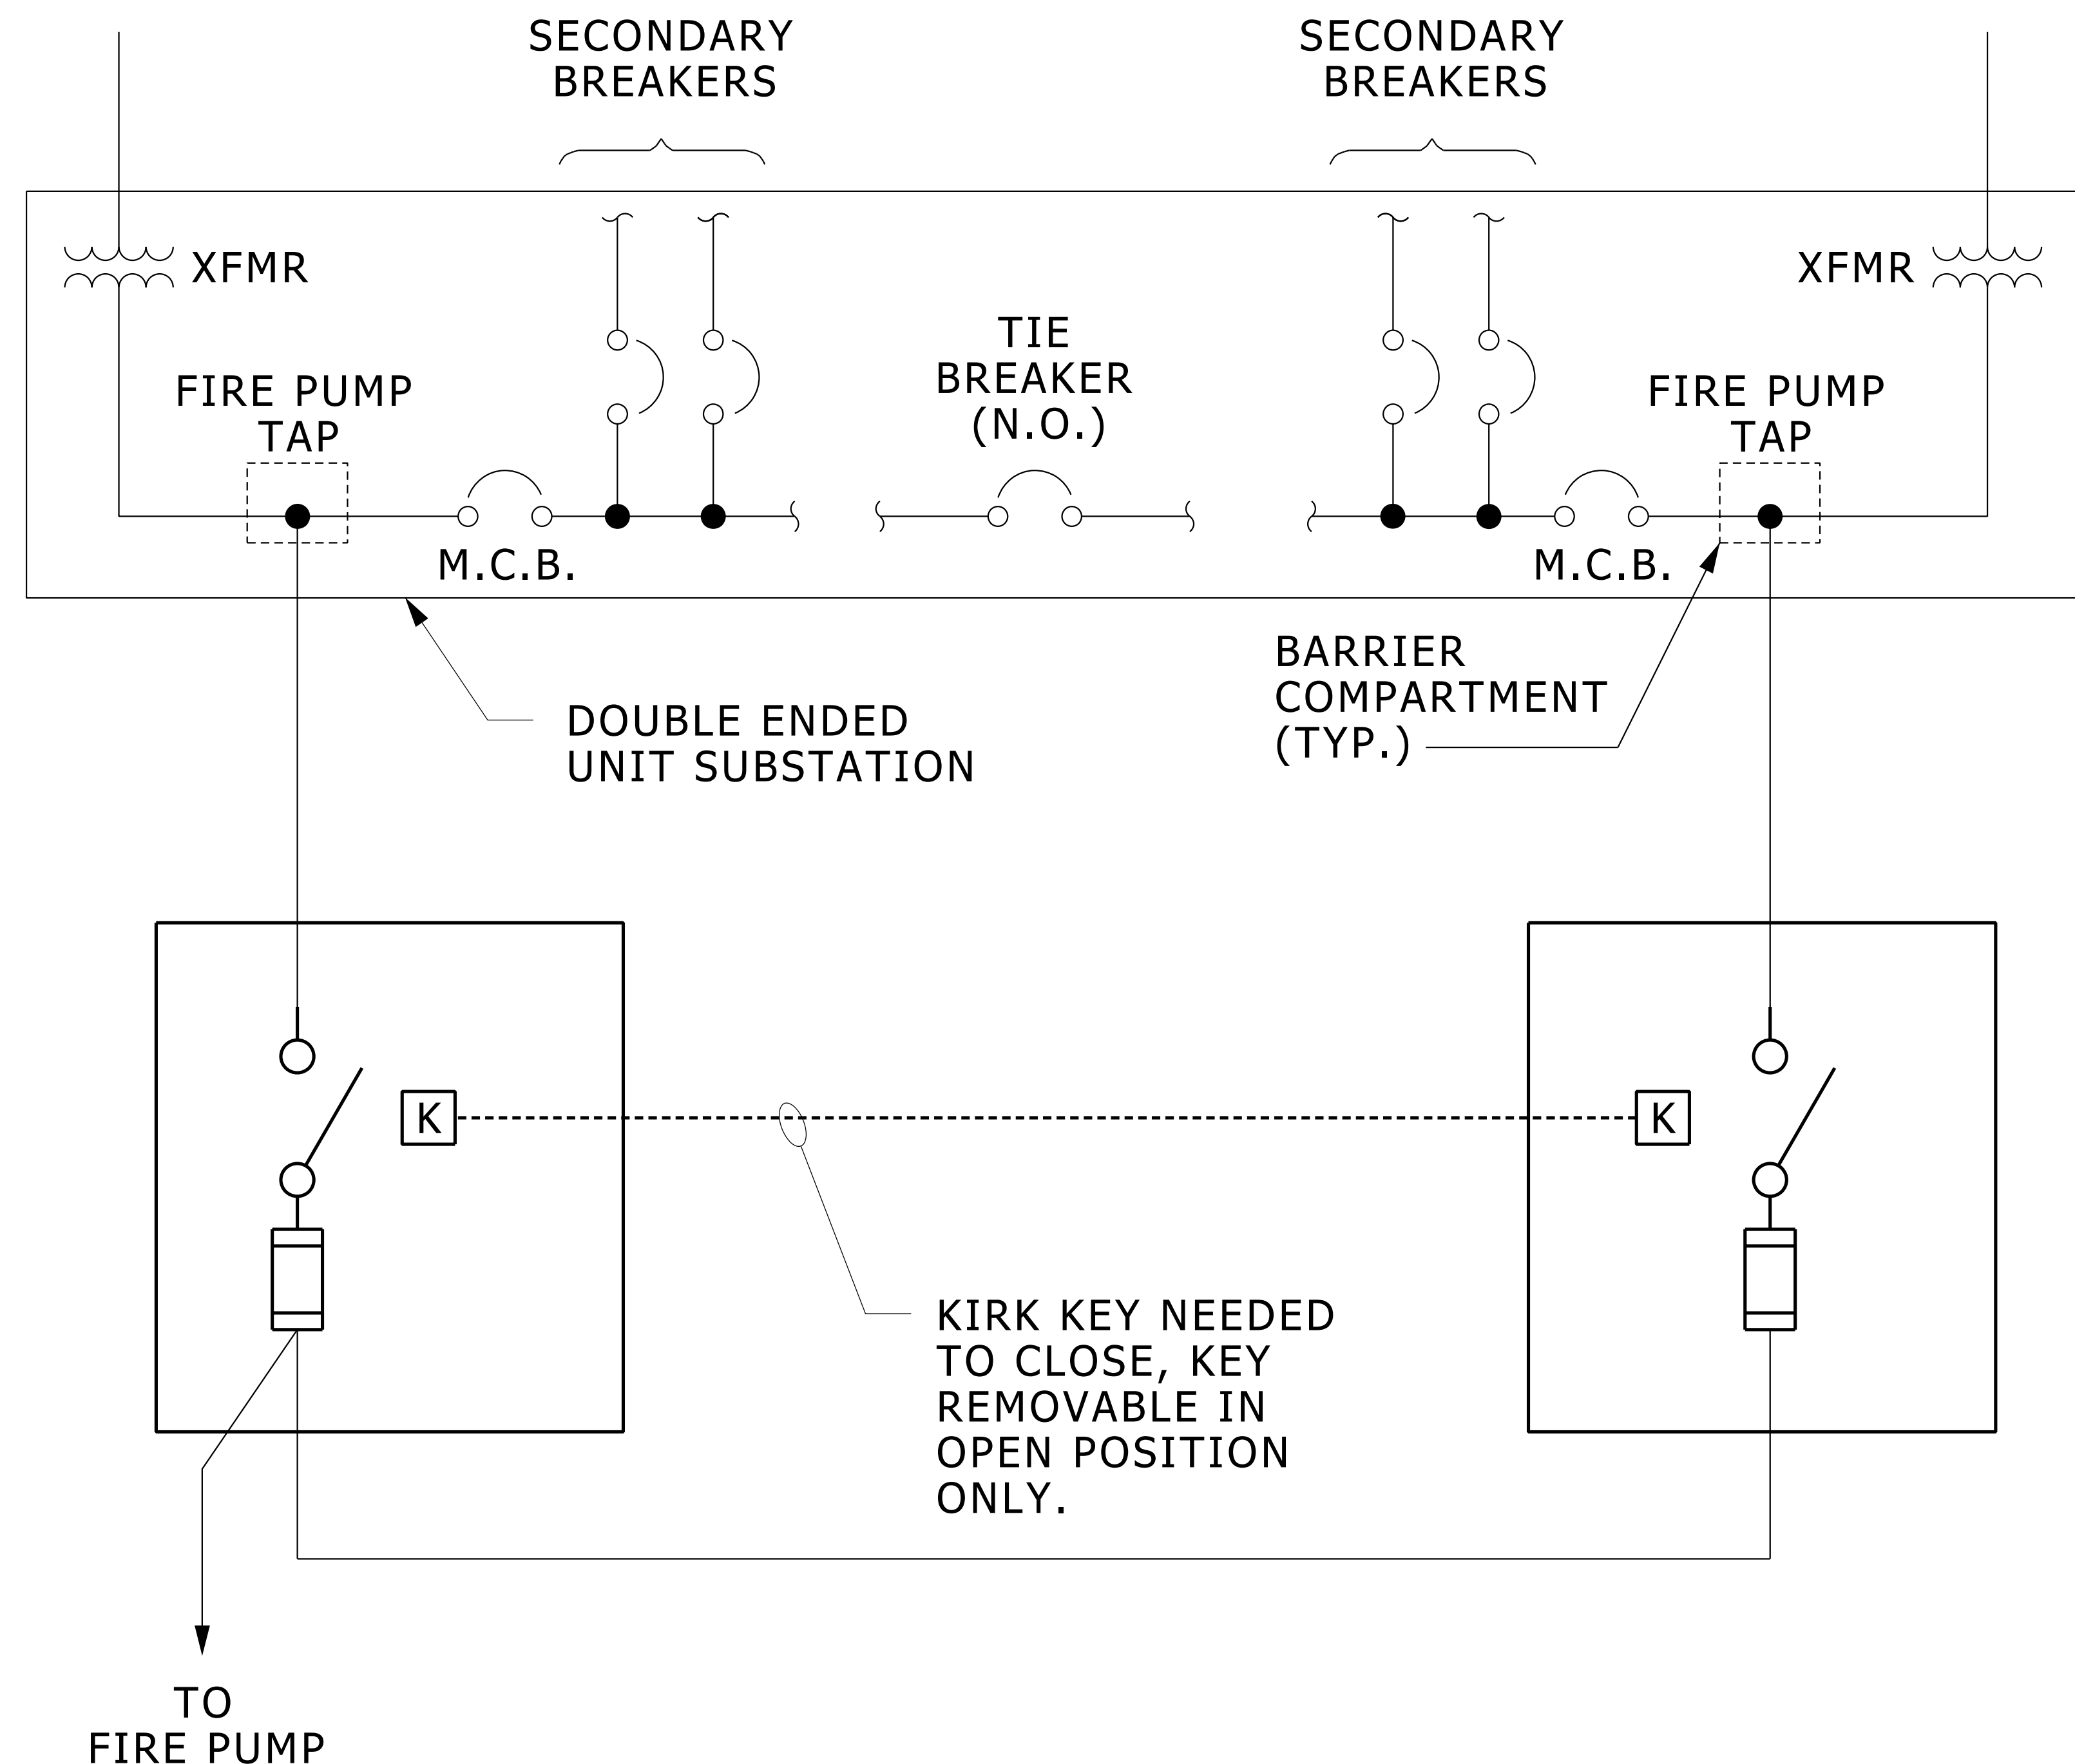 SECONDARY
BREAKERS
SECONDARY
BREAKERS
XFMR
XFMR
TIE
BREAKER
(N.O.)
FIRE PUMP
TAP
FIRE PUMP
TAP
M.C.B.
M.C.B.
BARRIER
COMPARTMENT
(TYP.)
DOUBLE ENDED
UNIT SUBSTATION
K
K
KIRK KEY NEEDED
TO CLOSE, KEY
REMOVABLE IN
OPEN POSITION
ONLY.
TO
FIRE PUMP